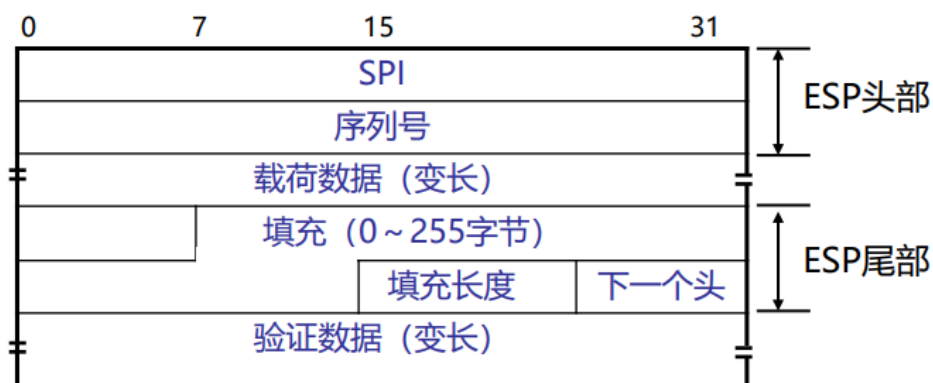 0 7 15 31
SPI
ESP头部
序列号
载荷数据（变长）
填充（0~255字节）
ESP尾部
填充长度 下一个头
验证数据（变长）